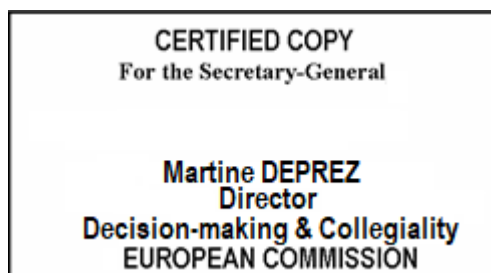 CERTIFIED COPY
For the Secretary-General
Martine DEPREZ
Director
Decision-making & Collegiality
EUROPEAN COMMISSION